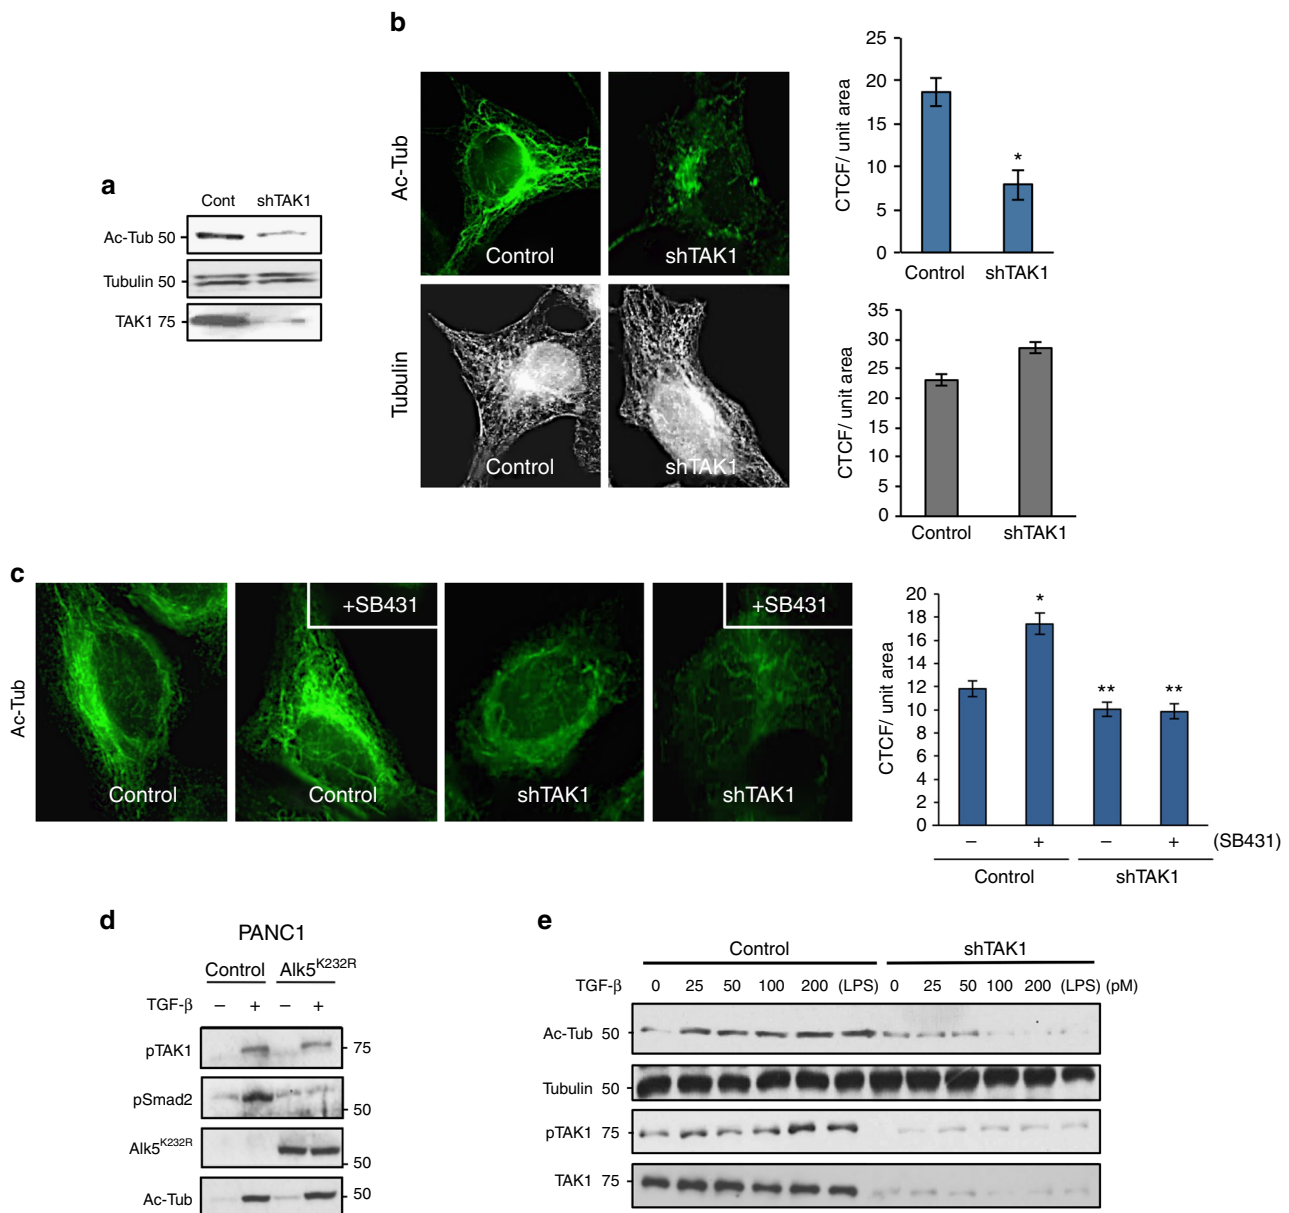 a
Cont shTAK1
Ac-Tub 50
Tubulin 50
TAK1 75
b
Ac-Tub
Control
shTAK1
Tubulin
Control
shTAK1
CTCF/ unit area
25
20
15
10
5
0
*
Control shTAK1
CTCF/ unit area
35
30
25
20
15
10
5
0
Control shTAK1
c
Ac-Tub
Control
+SB431
Control
shTAK1
+SB431
shTAK1
CTCF/ unit area
20
18
16
14
12
10
8
6
4
2
0
* ** **
– + – + (SB431)
Control shTAK1
d
PANC1
Control Alk5K232R
TGF-β – + – +
pTAK1 75
pSmad2 50
Alk5K232R 50
Ac-Tub 50
e
Control shTAK1
TGF-β 0 25 50 100 200 (LPS) 0 25 50 100 200 (LPS) (pM)
Ac-Tub 50
Tubulin 50
pTAK1 75
TAK1 75